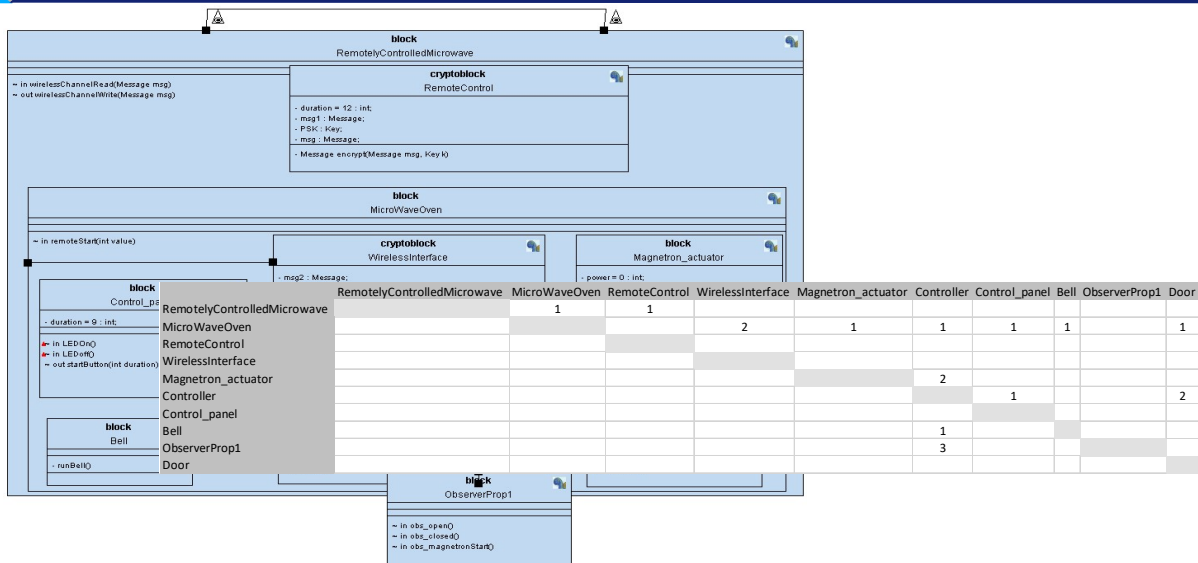 block
RemotelyControlledMicrowave
~ in wirelessChannelRead(Message msg)
~ out wirelessChannelWrite(Message msg)
cryptoblock
RemoteControl
- duration = 12 : int;
- msg1 : Message;
- PSK : Key;
- msg : Message;
- Message encrypt(Message msg, Key k)
block
MicroWaveOven
~ in remoteStart(int value)
cryptoblock
WirelessInterface
- msg2 : Message;
block
Magnetron_actuator
- power = 0 : int;
block
Control_pa
- duration = 9 : int;
~ in LEDOn()
~ in LEDoff()
~ out startButton(int duration)
block
Bell
- runBell()
RemotelyControlledMicrowave MicroWaveOven RemoteControl WirelessInterface Magnetron_actuator Controller Control_panel Bell ObserverProp1 Door
RemotelyControlledMicrowave 1 1
MicroWaveOven 2 1 1 1 1 1
RemoteControl
WirelessInterface
Magnetron_actuator 2
Controller 1 2
Control_panel
Bell 1
ObserverProp1 3
Door
block
ObserverProp1
~ in obs_open()
~ in obs_closed()
~ in obs_magnetronStart()